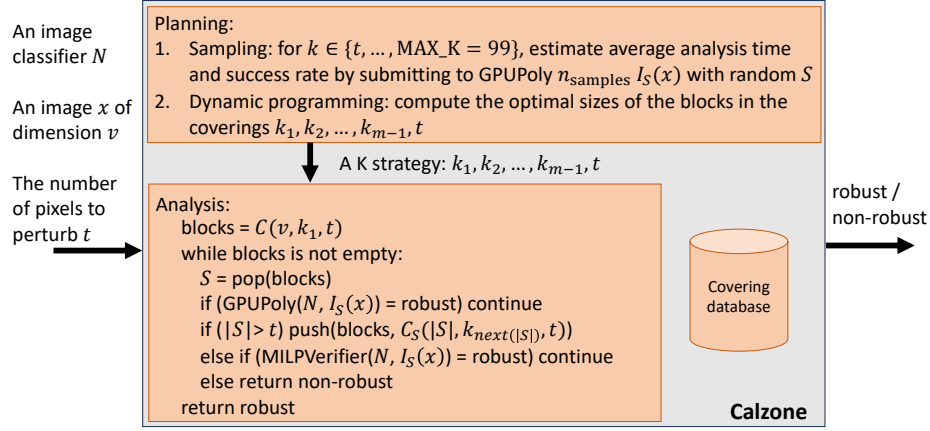 An image
classifier N
An image x of
dimension v
The number
of pixels to
perturb t
Planning:
1. Sampling: for k ∈ {t, … , MAX_K = 99}, estimate average analysis time
and success rate by submitting to GPUPoly n_samples I_S(x) with random S
2. Dynamic programming: compute the optimal sizes of the blocks in the
coverings k_1, k_2, … , k_{m−1}, t
A K strategy: k_1, k_2, … , k_{m−1}, t
Analysis:
blocks = C(v, k_1, t)
while blocks is not empty:
S = pop(blocks)
if (GPUPoly(N, I_S(x)) = robust) continue
if (|S|> t) push(blocks, C_S(|S|, k_{next(|S|)}, t))
else if (MILPVerifier(N, I_S(x)) = robust) continue
else return non-robust
return robust
Covering
database
Calzone
robust /
non-robust